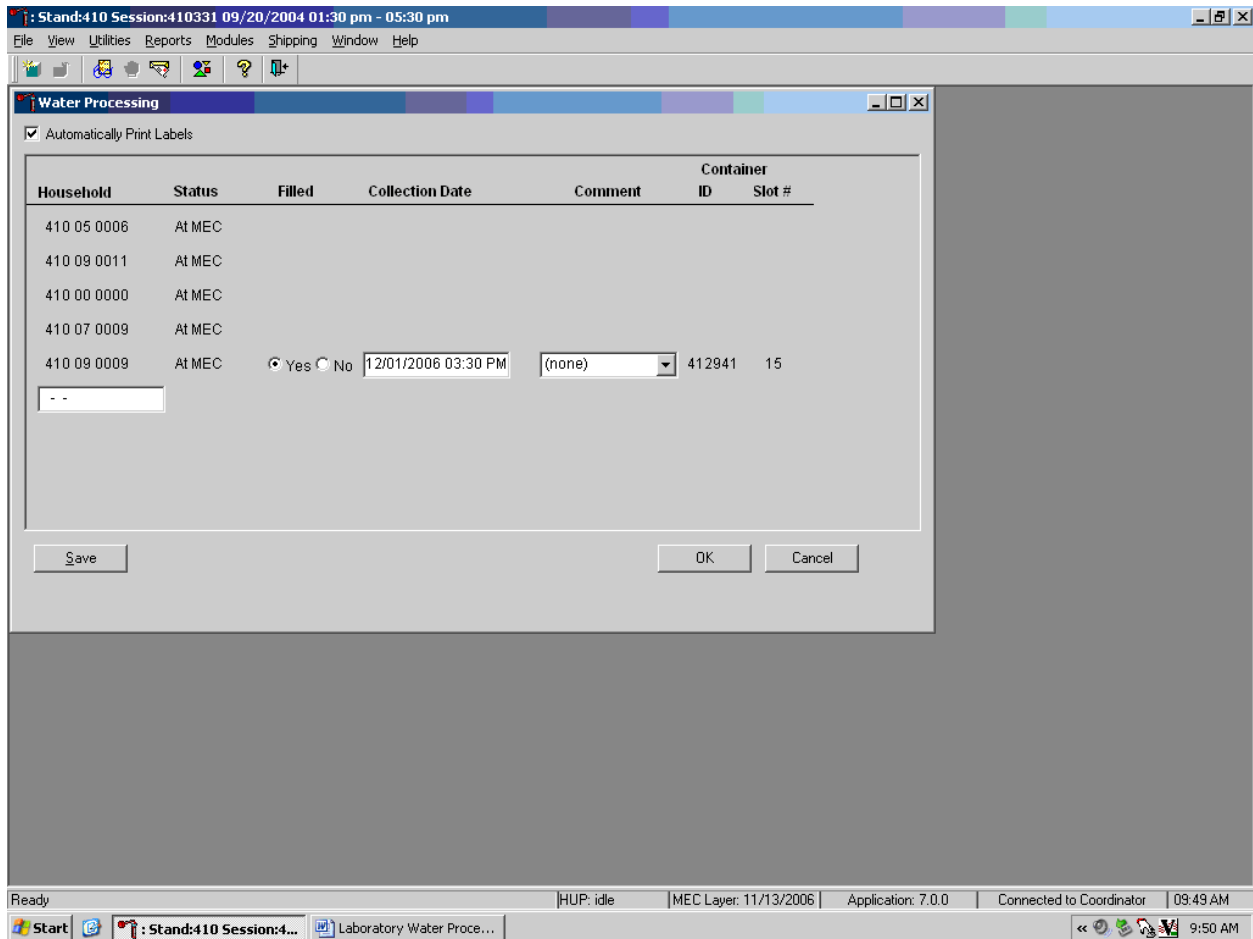 : Stand:410 Session:410331 09/20/2004 01:30 pm - 05:30 pm
File View Utilities Reports Modules Shipping Window Help
Water Processing
Automatically Print Labels
Container
Household Status Filled Collection Date Comment ID Slot #
410 05 0006 At MEC
410 09 0011 At MEC
410 00 0000 At MEC
410 07 0009 At MEC
410 09 0009 At MEC Yes No 12/01/2006 03:30 PM (none) 412941 15
- -
Save OK Cancel
Ready HUP: idle MEC Layer: 11/13/2006 Application: 7.0.0 Connected to Coordinator 09:49 AM
Start : Stand:410 Session:4... Laboratory Water Proce... « 9:50 AM